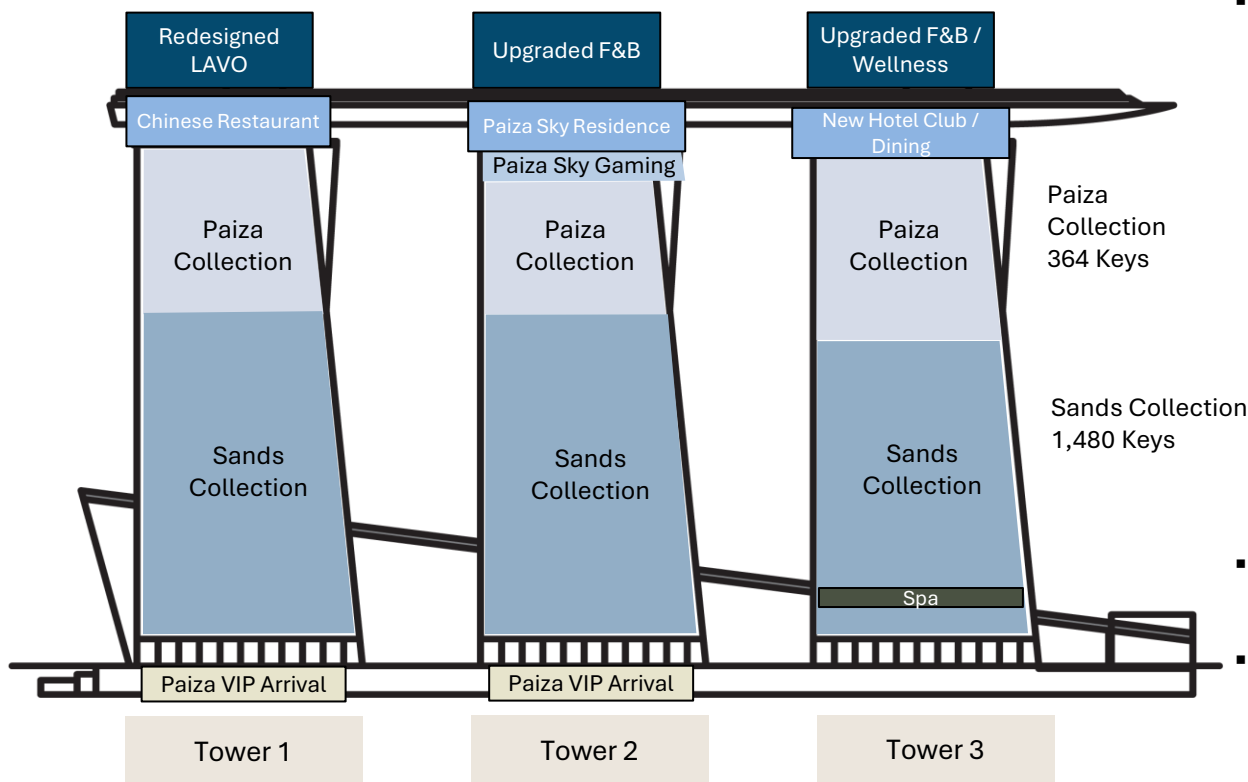 Redesigned
LAVO
Upgraded F&B
Upgraded F&B /
Wellness
Chinese Restaurant
Paiza Sky Residence
New Hotel Club /
Dining
Paiza Sky Gaming
Paiza
Collection
Paiza
Collection
Paiza
Collection
Paiza
Collection
364 Keys
Sands
Collection
Sands
Collection
Sands
Collection
Sands Collection
1,480 Keys
Spa
Paiza VIP Arrival
Paiza VIP Arrival
Tower 1
Tower 2
Tower 3